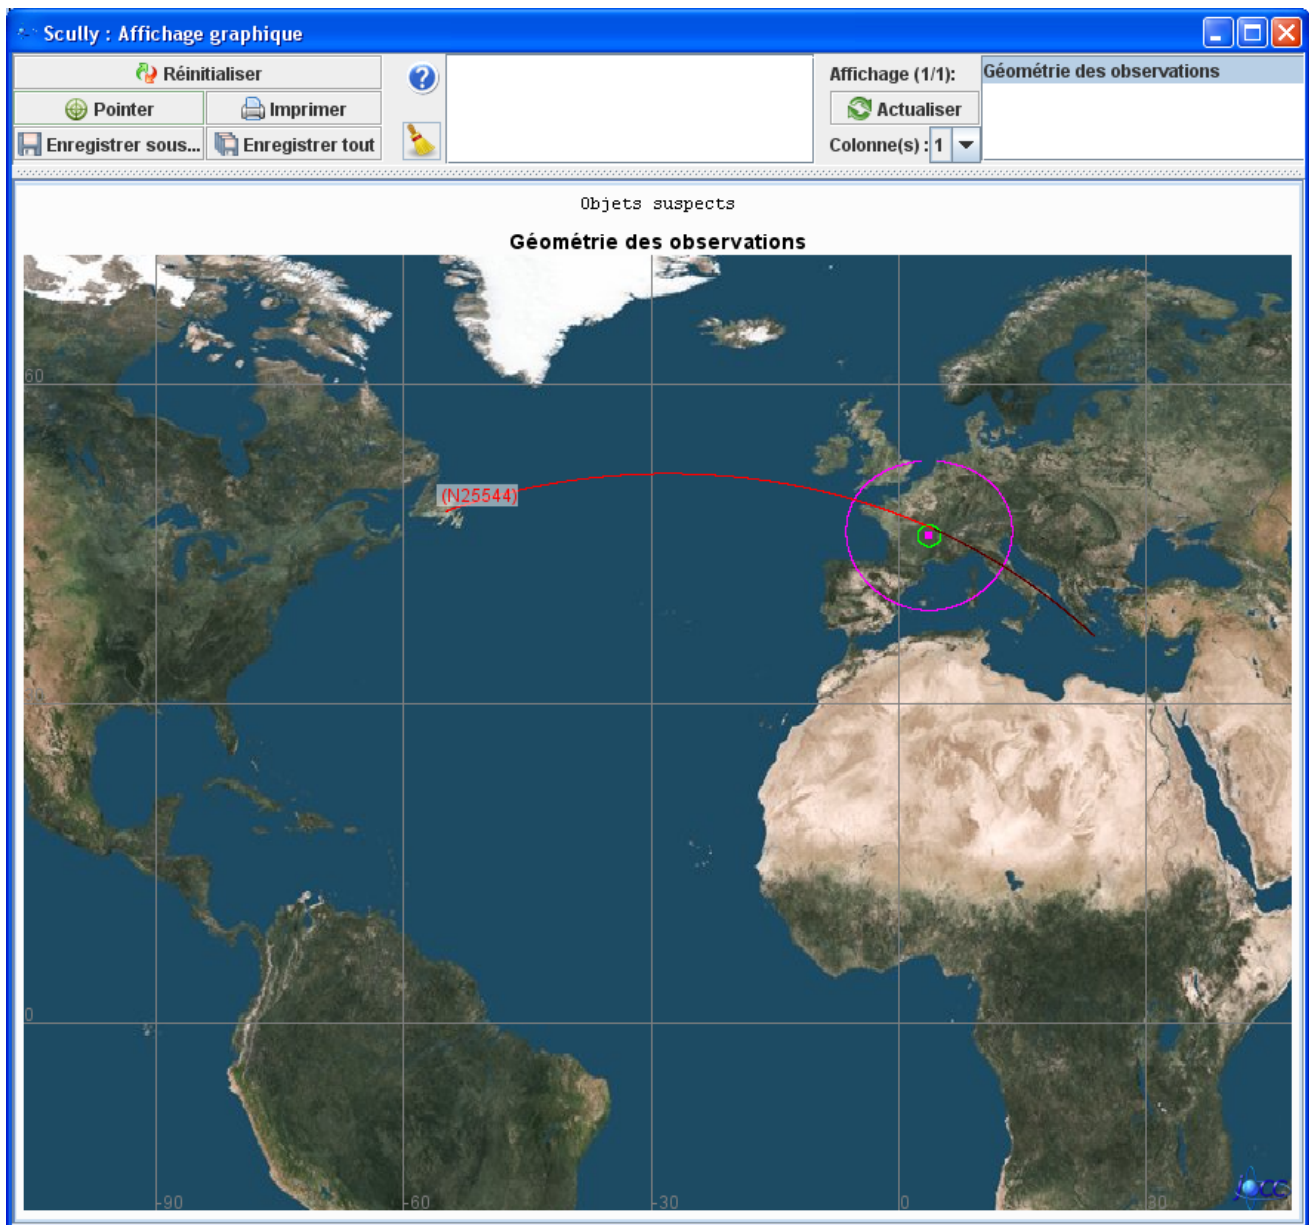 Scully : Affichage graphique
Réinitialiser
Pointer
Imprimer
Enregistrer sous...
Enregistrer tout
Affichage (1/1):
Actualiser
Colonne(s) : 1
Géométrie des observations
Objets suspects
Géométrie des observations
60
(N25544)
0
-90
-60
-30
0
30